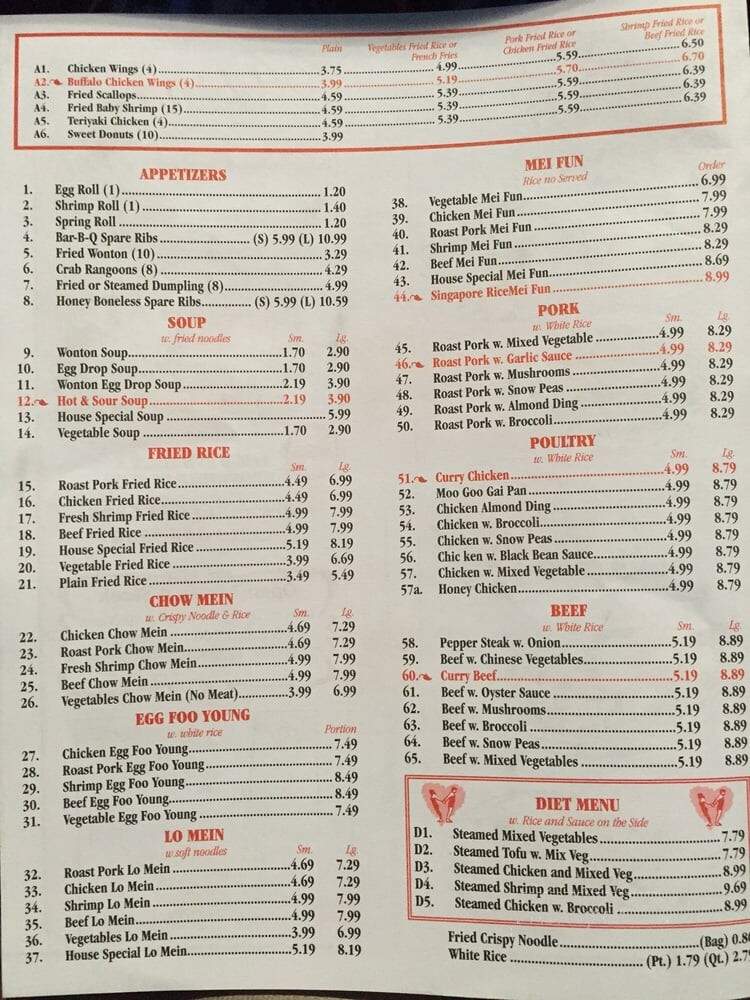 Plain Vegetables Fried Rice or French Fries Pork Fried Rice or Chicken Fried Rice Shrimp Fried Rice or Beef Fried Rice
A1. Chicken Wings (4) 3.75 4.99 5.59 6.50
A2. Buffalo Chicken Wings (4) 3.99 5.19 5.70 6.70
A3. Fried Scallops 4.59 5.39 5.59 6.39
A4. Fried Baby Shrimp (15) 4.59 5.39 5.59 6.39
A5. Teriyaki Chicken (4) 4.59 5.39 5.59 6.39
A6. Sweet Donuts (10) 3.99
APPETIZERS
1. Egg Roll (1) 1.20
2. Shrimp Roll (1) 1.40
3. Spring Roll 1.20
4. Bar-B-Q Spare Ribs (S) 5.99 (L) 10.99
5. Fried Wonton (10) 3.29
6. Crab Rangoons (8) 4.29
7. Fried or Steamed Dumpling (8) 4.99
8. Honey Boneless Spare Ribs (S) 5.99 (L) 10.59
SOUP
w. fried noodles Sm. Lg.
9. Wonton Soup 1.70 2.90
10. Egg Drop Soup 1.70 2.90
11. Wonton Egg Drop Soup 2.19 3.90
12. Hot & Sour Soup 2.19 3.90
13. House Special Soup 5.99
14. Vegetable Soup 1.70 2.90
FRIED RICE
Sm. Lg.
15. Roast Pork Fried Rice 4.49 6.99
16. Chicken Fried Rice 4.49 6.99
17. Fresh Shrimp Fried Rice 4.99 7.99
18. Beef Fried Rice 4.99 7.99
19. House Special Fried Rice 5.19 8.19
20. Vegetable Fried Rice 3.99 6.69
21. Plain Fried Rice 3.49 5.49
CHOW MEIN
w. Crispy Noodle & Rice Sm. Lg.
22. Chicken Chow Mein 4.69 7.29
23. Roast Pork Chow Mein 4.69 7.29
24. Fresh Shrimp Chow Mein 4.99 7.99
25. Beef Chow Mein 4.99 7.99
26. Vegetables Chow Mein (No Meat) 3.99 6.99
EGG FOO YOUNG
w. white rice Portion
27. Chicken Egg Foo Young 7.49
28. Roast Pork Egg Foo Young 7.49
29. Shrimp Egg Foo Young 8.49
30. Beef Egg Foo Young 8.49
31. Vegetable Egg Foo Young 7.49
LO MEIN
w.soft noodles Sm. Lg.
32. Roast Pork Lo Mein 4.69 7.29
33. Chicken Lo Mein 4.69 7.29
34. Shrimp Lo Mein 4.99 7.99
35. Beef Lo Mein 4.99 7.99
36. Vegetables Lo Mein 3.99 6.99
37. House Special Lo Mein 5.19 8.19
MEI FUN
Rice no Served Order
38. Vegetable Mei Fun 6.99
39. Chicken Mei Fun 7.99
40. Roast Pork Mei Fun 7.99
41. Shrimp Mei Fun 8.29
42. Beef Mei Fun 8.29
43. House Special Mei Fun 8.69
44. Singapore RiceMei Fun 8.99
PORK
w. White Rice Sm. Lg.
45. Roast Pork w. Mixed Vegetable 4.99 8.29
46. Roast Pork w. Garlic Sauce 4.99 8.29
47. Roast Pork w. Mushrooms 4.99 8.29
48. Roast Pork w. Snow Peas 4.99 8.29
49. Roast Pork w. Almond Ding 4.99 8.29
50. Roast Pork w. Broccoli 4.99 8.29
POULTRY
w. White Rice Sm. Lg.
51. Curry Chicken 4.99 8.79
52. Moo Goo Gai Pan 4.99 8.79
53. Chicken Almond Ding 4.99 8.79
54. Chicken w. Broccoli 4.99 8.79
55. Chicken w. Snow Peas 4.99 8.79
56. Chic ken w. Black Bean Sauce 4.99 8.79
57. Chicken w. Mixed Vegetable 4.99 8.79
57a. Honey Chicken 4.99 8.79
BEEF
w. White Rice Sm. Lg.
58. Pepper Steak w. Onion 5.19 8.89
59. Beef w. Chinese Vegetables 5.19 8.89
60. Curry Beef 5.19 8.89
61. Beef w. Oyster Sauce 5.19 8.89
62. Beef w. Mushrooms 5.19 8.89
63. Beef w. Broccoli 5.19 8.89
64. Beef w. Snow Peas 5.19 8.89
65. Beef w. Mixed Vegetables 5.19 8.89
DIET MENU
w. Rice and Sauce on the Side
D1. Steamed Mixed Vegetables 7.79
D2. Steamed Tofu w. Mix Veg 7.79
D3. Steamed Chicken and Mixed Veg 8.99
D4. Steamed Shrimp and Mixed Veg 9.69
D5. Steamed Chicken w. Broccoli 8.99
Fried Crispy Noodle (Bag)
White Rice (Pt.) 1.79 (Qt.)